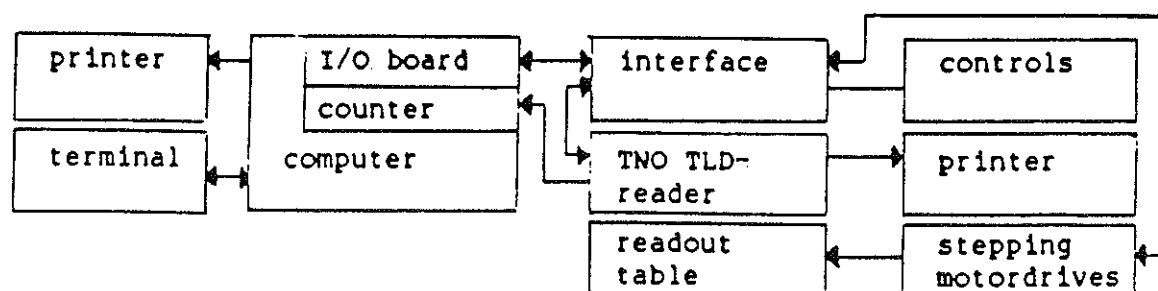 printer
I/O board
interface
controls
counter
terminal
computer
TNO TLD-
reader
printer
readout
table
stepping
motordrives